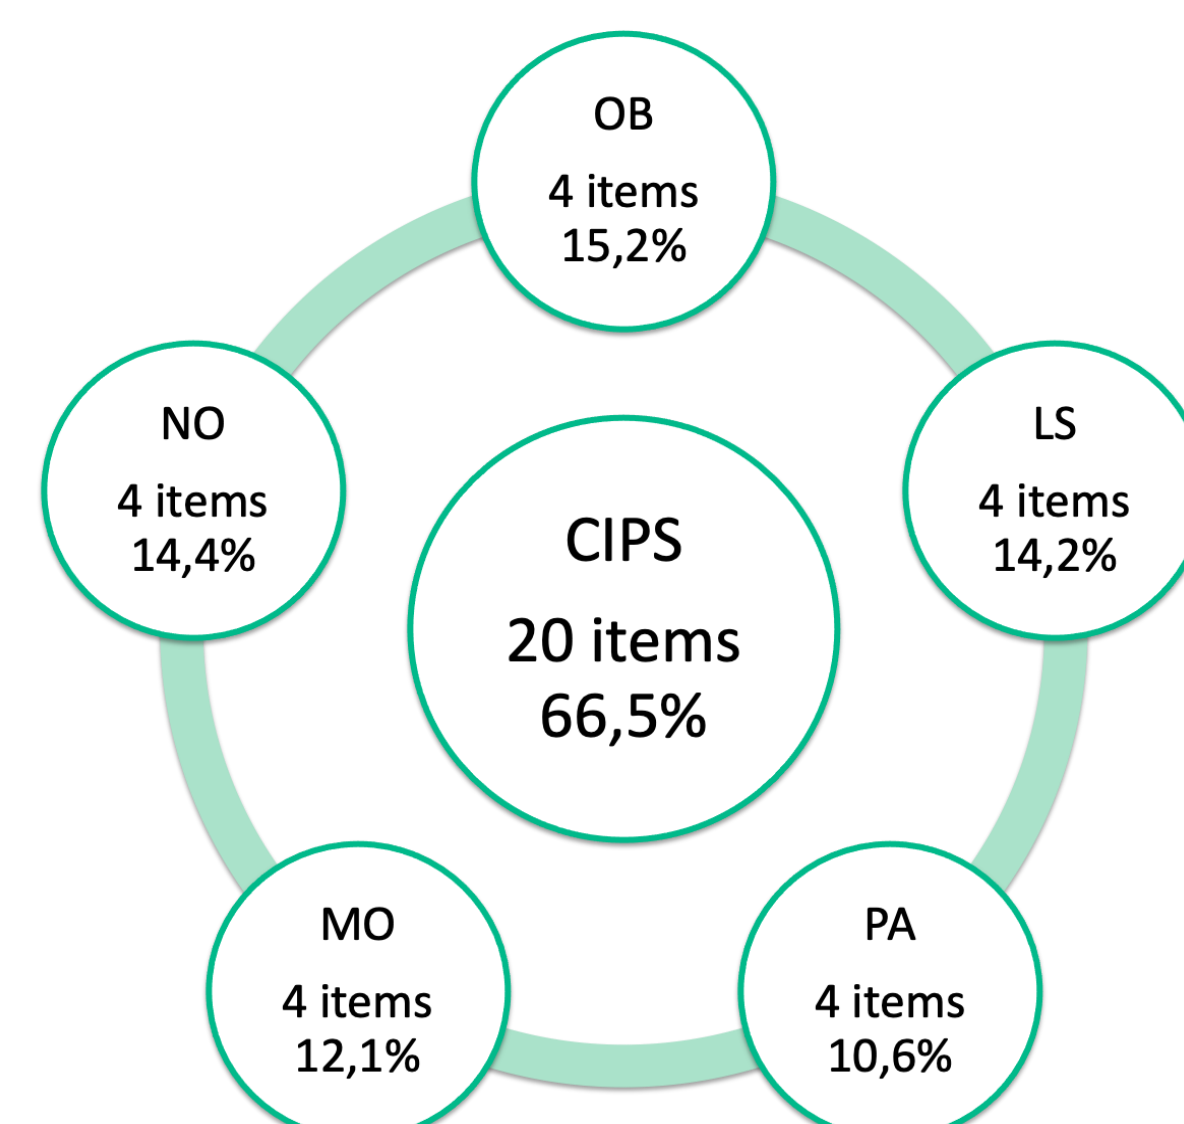 OB
4 items
15,2%
NO
4 items
14,4%
LS
4 items
14,2%
CIPS
20 items
66,5%
MO
4 items
12,1%
PA
4 items
10,6%